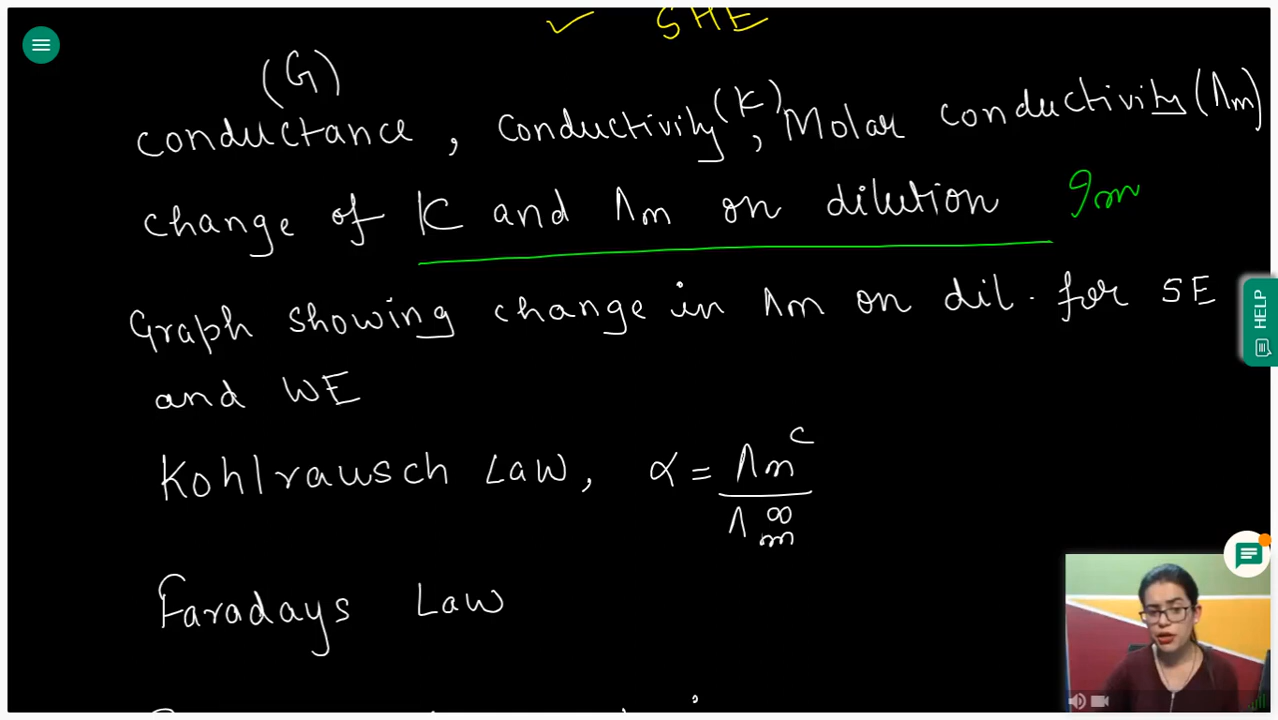 ✓ SHE
(G)
conductance, conductivity(K), Molar conductivity(Λm)
change of K and Λm on dilution
Graph showing change in Λm on dil. for SE
and WE
Kohlrausch Law, α = Λm^c / Λm^∞
Faradays Law
HELP